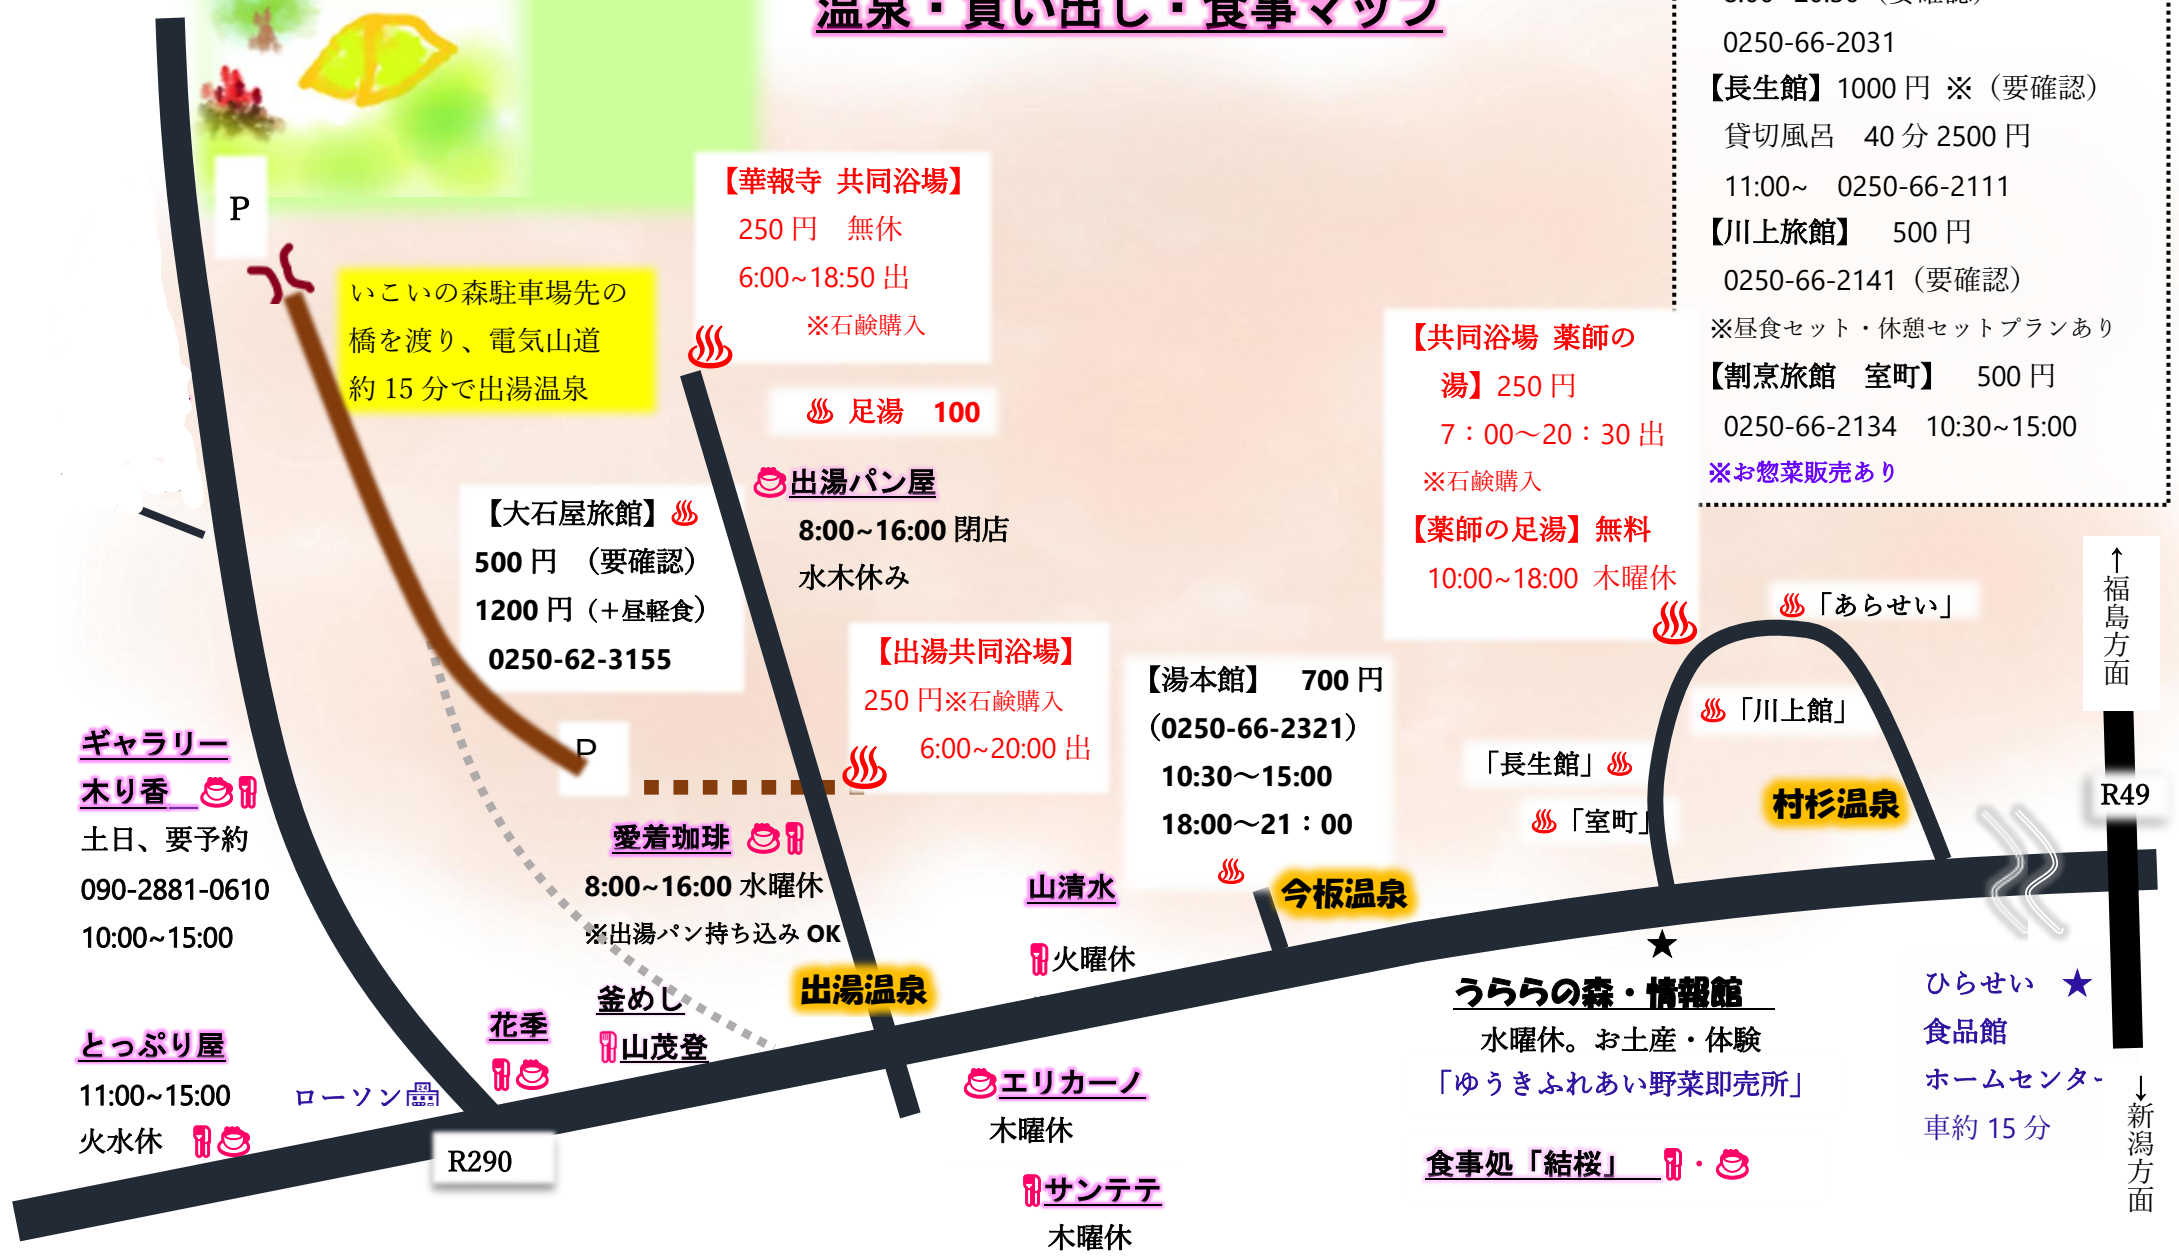 温泉・買い出し・食事マップ
0250-66-2031
【長生館】1000円 ※（要確認）
貸切風呂　40分2500円
11:00~　0250-66-2111
【川上旅館】　500円
0250-66-2141（要確認）
※昼食セット・休憩セットプランあり
【割烹旅館　室町】　500円
0250-66-2134　10:30~15:00
※お惣菜販売あり
P
いこいの森駐車場先の
橋を渡り、電気山道
約15分で出湯温泉
【華報寺 共同浴場】
250円　無休
6:00~18:50出
※石鹸購入
足湯　100
出湯パン屋
8:00~16:00閉店
水木休み
【大石屋旅館】
500円　（要確認）
1200円（＋昼軽食）
0250-62-3155
【出湯共同浴場】
250円※石鹸購入
6:00~20:00出
P
【共同浴場 薬師の
湯】250円
7：00～20：30出
※石鹸購入
【薬師の足湯】無料
10:00~18:00 木曜休
【湯本館】　700円
（0250-66-2321）
10:30～15:00
18:00～21：00
「あらせい」
「川上館」
「長生館」
「室町」
村杉温泉
今板温泉
出湯温泉
↑福島方面
R49
↓新潟方面
ギャラリー
木り香
土日、要予約
090-2881-0610
10:00~15:00
愛着珈琲
8:00~16:00水曜休
※出湯パン持ち込みOK
山清水
火曜休
釜めし
山茂登
花季
とっぷり屋
11:00~15:00
火水休
ローソン
R290
エリカーノ
木曜休
サンテテ
木曜休
★
うららの森・情報館
水曜休。お土産・体験
「ゆうきふれあい野菜即売所」
食事処「結桜」
・
ひらせい　★
食品館
ホームセンター
車約15分